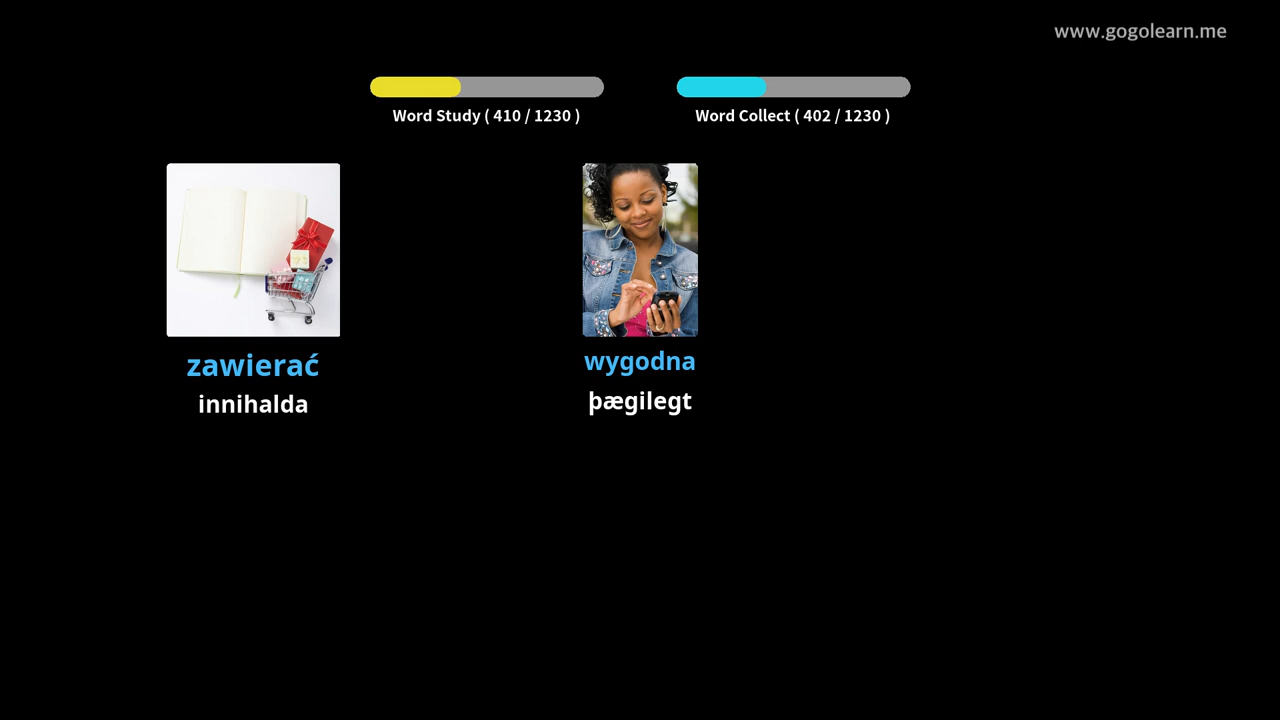 www.gogolearn.me
Word Study ( 410 / 1230 )
Word Collect ( 402 / 1230 )
zawierać
innihalda
wygodna
þægilegt